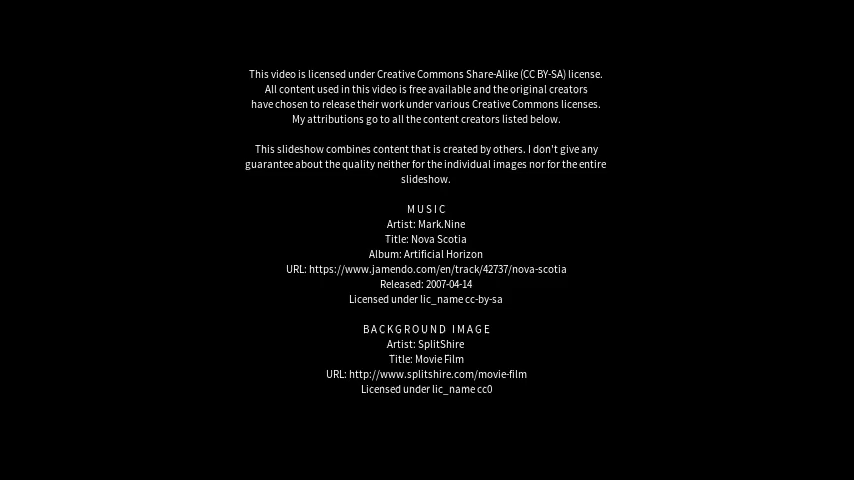 This video is licensed under Creative Commons Share-Alike (CC BY-SA) license.
All content used in this video is free available and the original creators
have chosen to release their work under various Creative Commons licenses.
My attributions go to all the content creators listed below.
This slideshow combines content that is created by others. I don't give any
guarantee about the quality neither for the individual images nor for the entire
slideshow.
MUSIC
Artist: Mark.Nine
Title: Nova Scotia
Album: Artificial Horizon
URL: https://www.jamendo.com/en/track/42737/nova-scotia
Released: 2007-04-14
Licensed under lic_name cc-by-sa
BACKGROUND IMAGE
Artist: SplitShire
Title: Movie Film
URL: http://www.splitshire.com/movie-film
Licensed under lic_name cc0